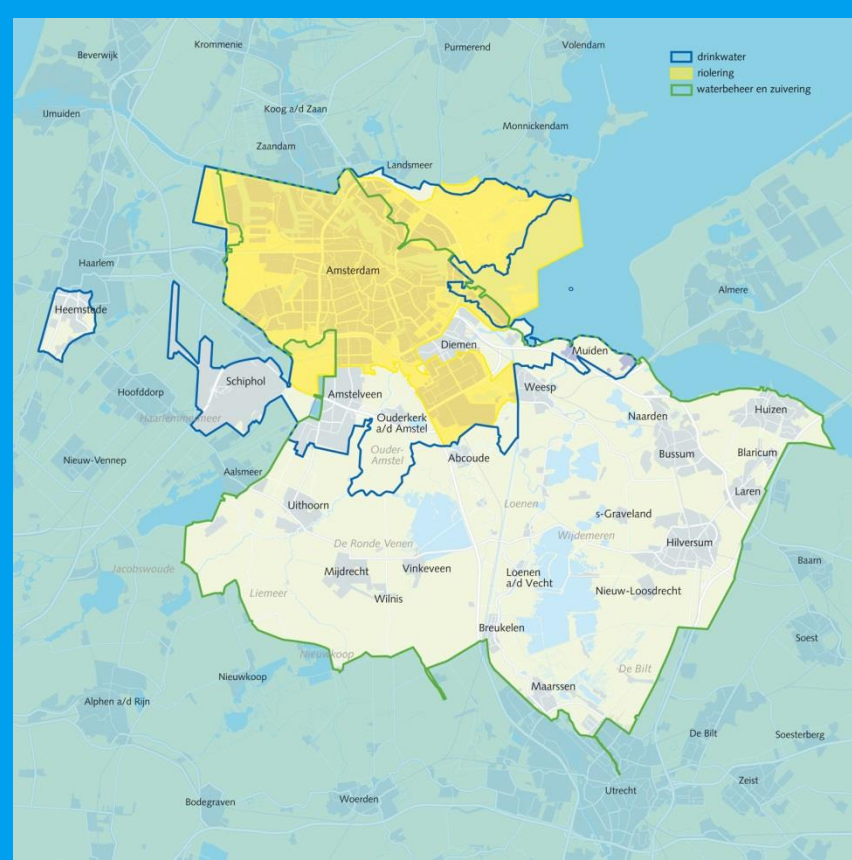 Beverwijk
Krommenie
Purmerend
Volendam
drinkwater
riolering
waterbeheer en zuivering
IJmuiden
Koog a/d Zaan
Monnickendam
Zaandam
Landsmeer
Haarlem
Amsterdam
Almere
Heemstede
Diemen
Muiden
Schiphol
Weesp
Hoofddorp
Amstelveen
Haarlemmermeer
Ouderkerk
a/d Amstel
Naarden
Huizen
Nieuw-Vennep
Ouder-
Amstel
Abcoude
Bussum
Blaricum
Aalsmeer
Laren
Uithoorn
Loenen
s-Graveland
De Ronde Venen
Wijdemeren
Hilversum
Jacobswoude
Mijdrecht
Vinkeveen
Loenen
a/d Vecht
Baarn
Liemeer
Wilnis
Nieuw-Loosdrecht
Breukelen
Soest
Nieuwkoop
De Bilt
Nieuwkoop
Maarssen
Alphen a/d Rijn
De Bilt
Soesterberg
Zeist
Utrecht
Bodegraven
Woerden